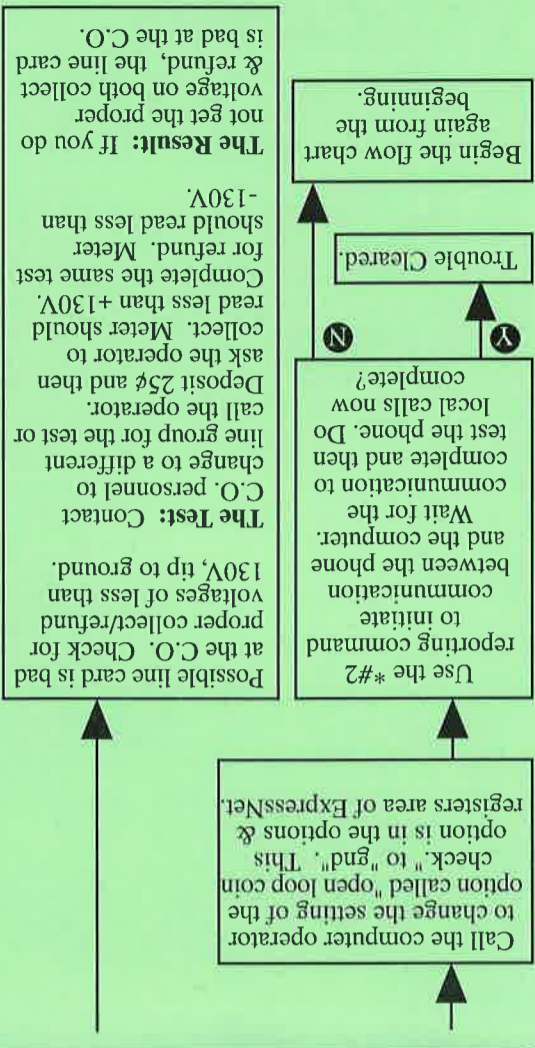 Call the computer operator
to change the setting of the
option called "open loop coin
check." to "gnd". This
option is in the options &
registers area of ExpressNet.
Use the *#2
reporting command
to initiate
communication
between the phone
and the computer.
Wait for the
communication to
complete and then
test the phone. Do
local calls now
complete?
Y
N
Trouble Cleared.
Begin the flow chart
again from the
beginning.
Possible line card is bad
at the C.O. Check for
proper collect/refund
voltages of less than
130V, tip to ground.
The Test: Contact
C.O. personnel to
change to a different
line group for the test or
call the operator.
Deposit 25¢ and then
ask the operator to
collect. Meter should
read less than +130V.
Complete the same test
for refund. Meter
should read less than
-130V.
The Result: If you do
not get the proper
voltage on both collect
& refund, the line card
is bad at the C.O.